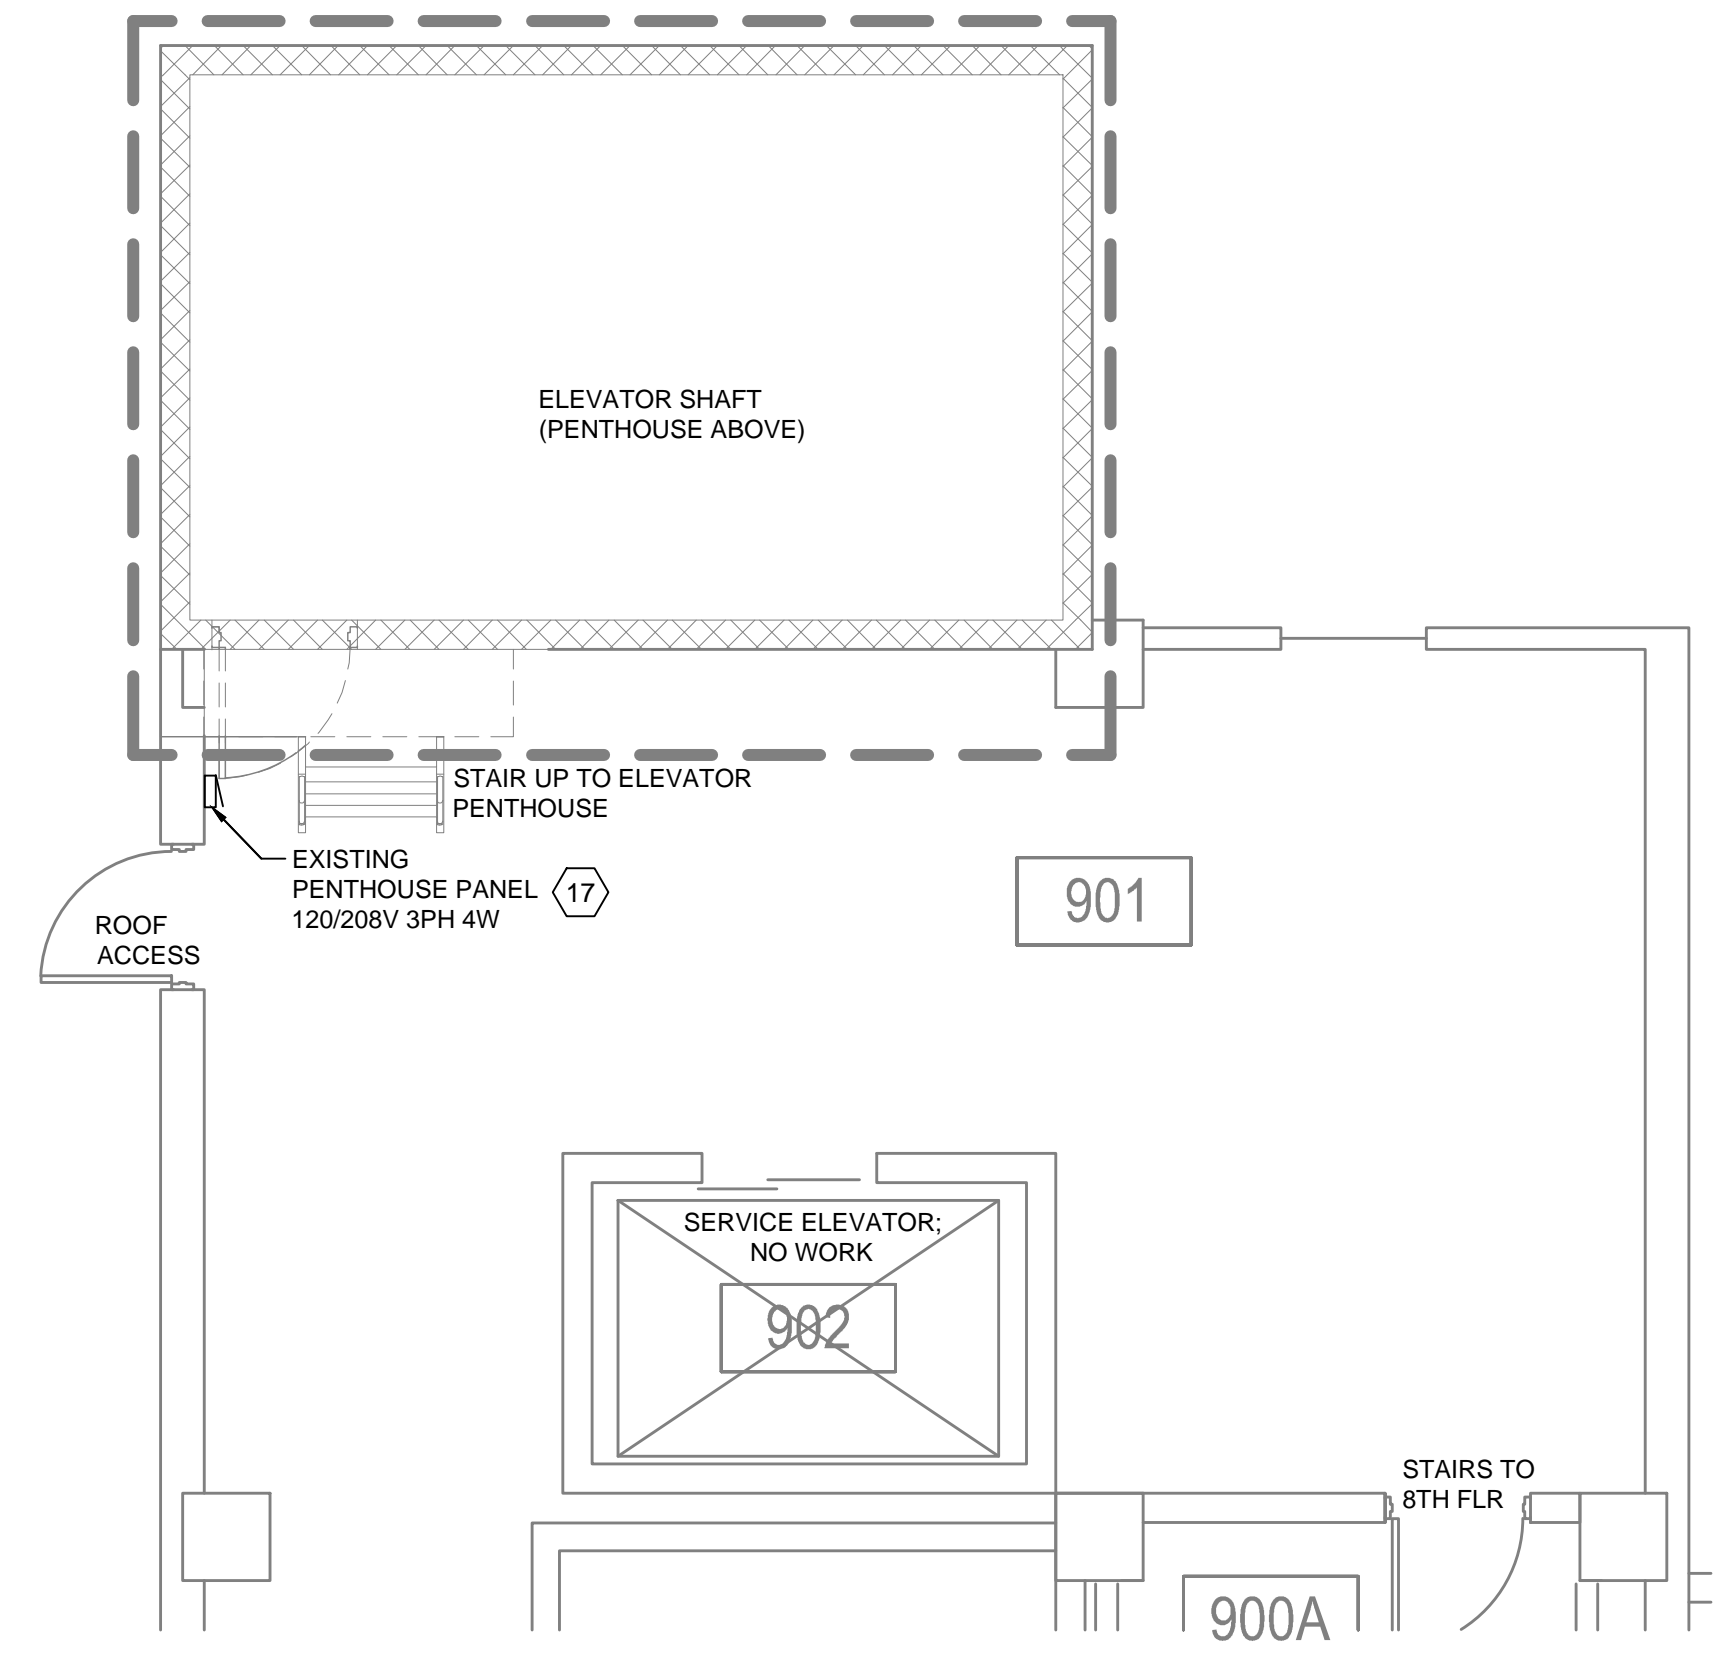 ELEVATOR SHAFT
(PENTHOUSE ABOVE)
STAIR UP TO ELEVATOR
PENTHOUSE
EXISTING
PENTHOUSE PANEL
120/208V 3PH 4W
17
901
ROOF
ACCESS
SERVICE ELEVATOR;
NO WORK
902
STAIRS TO
8TH FLR
900A